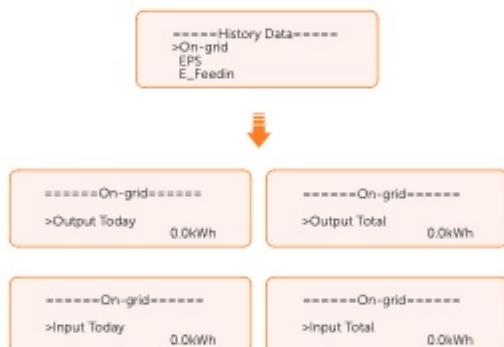 =====History Data=====
>On-grid
EPS
E_Feedin
======On-grid======
>Output Today
0.0kWh
======On-grid======
>Output Total
0.0kWh
======On-grid======
>Input Today
0.0kWh
======On-grid======
>Input Total
0.0kWh